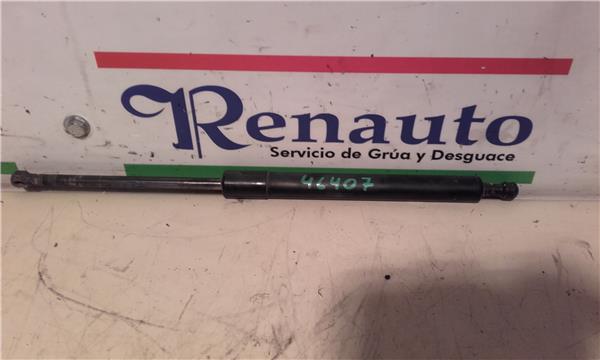 Renauto
Servicio de Grúa y Desguace
46407